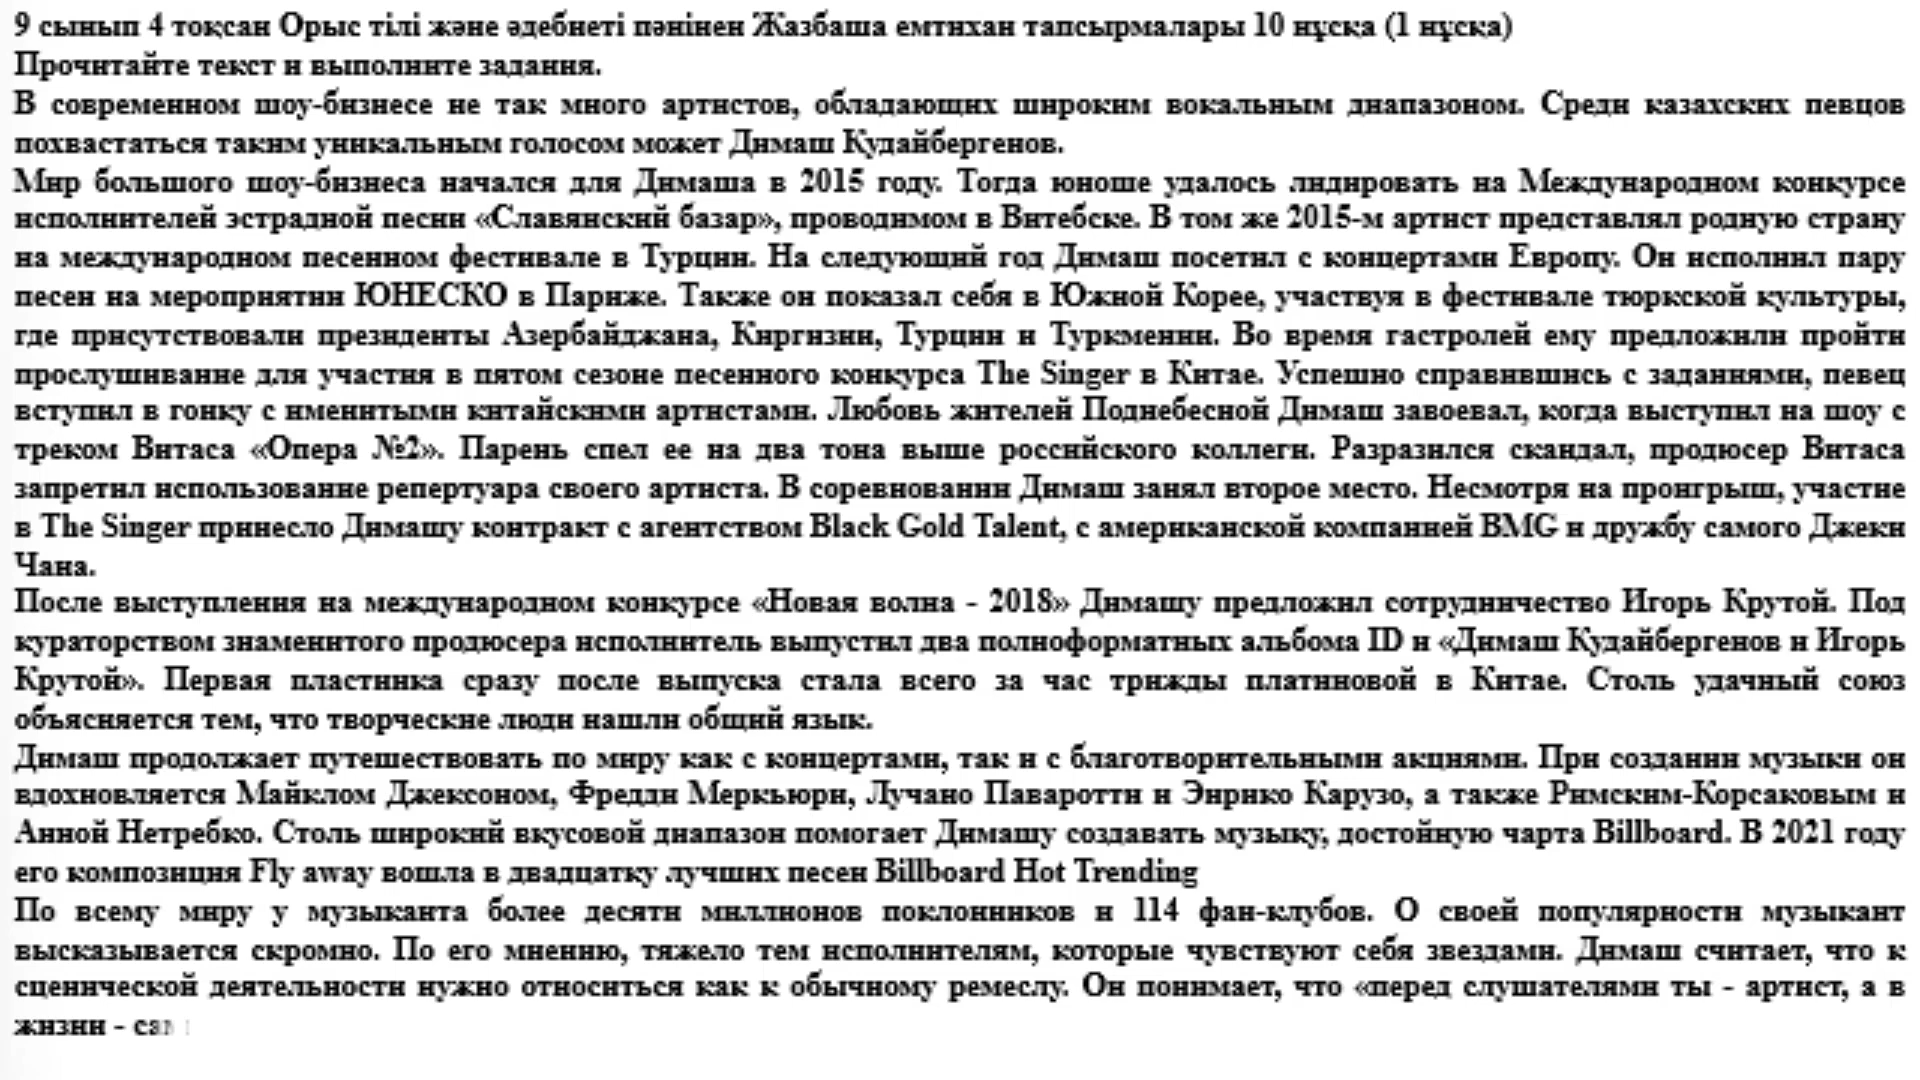 9 сынып 4 тоқсан Орыс тілі және әдебиеті пәнінен Жазбаша емтихан тапсырмалары 10 нұсқа (1 нұсқа)
Прочитайте текст и выполните задания.
В современном шоу-бизнесе не так много артистов, обладающих широким вокальным диапазоном. Среди казахских певцов
похвастаться таким уникальным голосом может Димаш Кудайбергенов.
Мир большого шоу-бизнеса начался для Димаша в 2015 году. Тогда юноше удалось лидировать на Международном конкурсе
исполнителей эстрадной песни «Славянский базар», проводимом в Витебске. В том же 2015-м артист представлял родную страну
на международном песенном фестивале в Турции. На следующий год Димаш посетил с концертами Европу. Он исполнил пару
песен на мероприятии ЮНЕСКО в Париже. Также он показал себя в Южной Корее, участвуя в фестивале тюркской культуры,
где присутствовали президенты Азербайджана, Киргизии, Турции и Туркмении. Во время гастролей ему предложили пройти
прослушивание для участия в пятом сезоне песенного конкурса The Singer в Китае. Успешно справившись с заданиями, певец
вступил в гонку с именитыми китайскими артистами. Любовь жителей Поднебесной Димаш завоевал, когда выступил на шоу с
треком Витаса «Опера №2». Парень спел ее на два тона выше российского коллеги. Разразился скандал, продюсер Витаса
запретил использование репертуара своего артиста. В соревновании Димаш занял второе место. Несмотря на проигрыш, участие
в The Singer принесло Димашу контракт с агентством Black Gold Talent, с американской компанией BMG и дружбу самого Джеки
Чана.
После выступления на международном конкурсе «Новая волна - 2018» Димашу предложил сотрудничество Игорь Крутой. Под
кураторством знаменитого продюсера исполнитель выпустил два полноформатных альбома ID и «Димаш Кудайбергенов и Игорь
Крутой». Первая пластинка сразу после выпуска стала всего за час трижды платиновой в Китае. Столь удачный союз
объясняется тем, что творческие люди нашли общий язык.
Димаш продолжает путешествовать по миру как с концертами, так и с благотворительными акциями. При создании музыки он
вдохновляется Майклом Джексоном, Фредди Меркьюри, Лучано Паваротти и Энрико Карузо, а также Римским-Корсаковым и
Анной Нетребко. Столь широкий вкусовой диапазон помогает Димашу создавать музыку, достойную чарта Billboard. В 2021 году
его композиция Fly away вошла в двадцатку лучших песен Billboard Hot Trending
По всему миру у музыканта более десяти миллионов поклонников и 114 фан-клубов. О своей популярности музыкант
высказывается скромно. По его мнению, тяжело тем исполнителям, которые чувствуют себя звездами. Димаш считает, что к
сценической деятельности нужно относиться как к обычному ремеслу. Он понимает, что «перед слушателями ты - артист, а в
жизни -